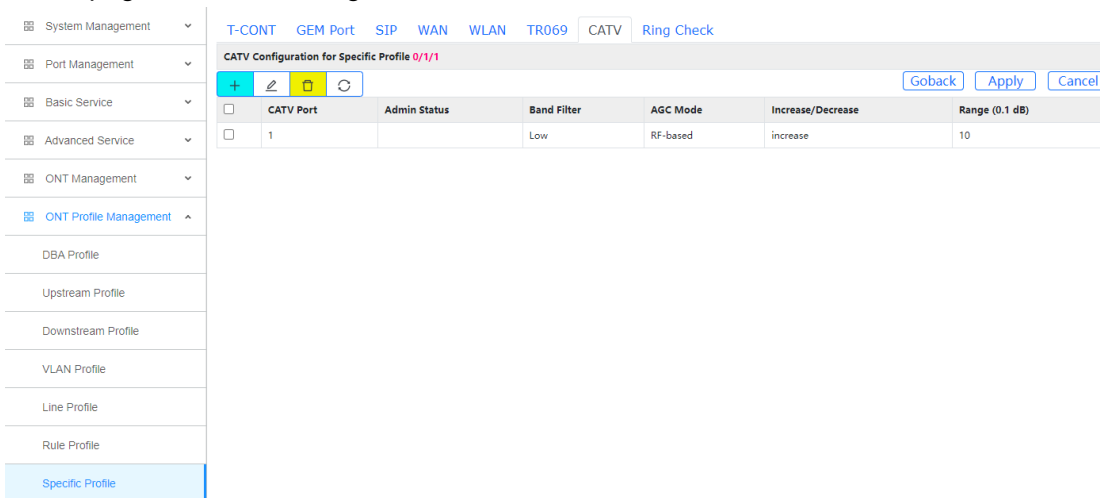 System Management
Port Management
Basic Service
Advanced Service
ONT Management
ONT Profile Management
DBA Profile
Upstream Profile
Downstream Profile
VLAN Profile
Line Profile
Rule Profile
Specific Profile
T-CONT GEM Port SIP WAN WLAN TR069 CATV Ring Check
CATV Configuration for Specific Profile 0/1/1
Goback Apply Cancel
CATV Port Admin Status Band Filter AGC Mode Increase/Decrease Range (0.1 dB)
1 Low RF-based increase 10